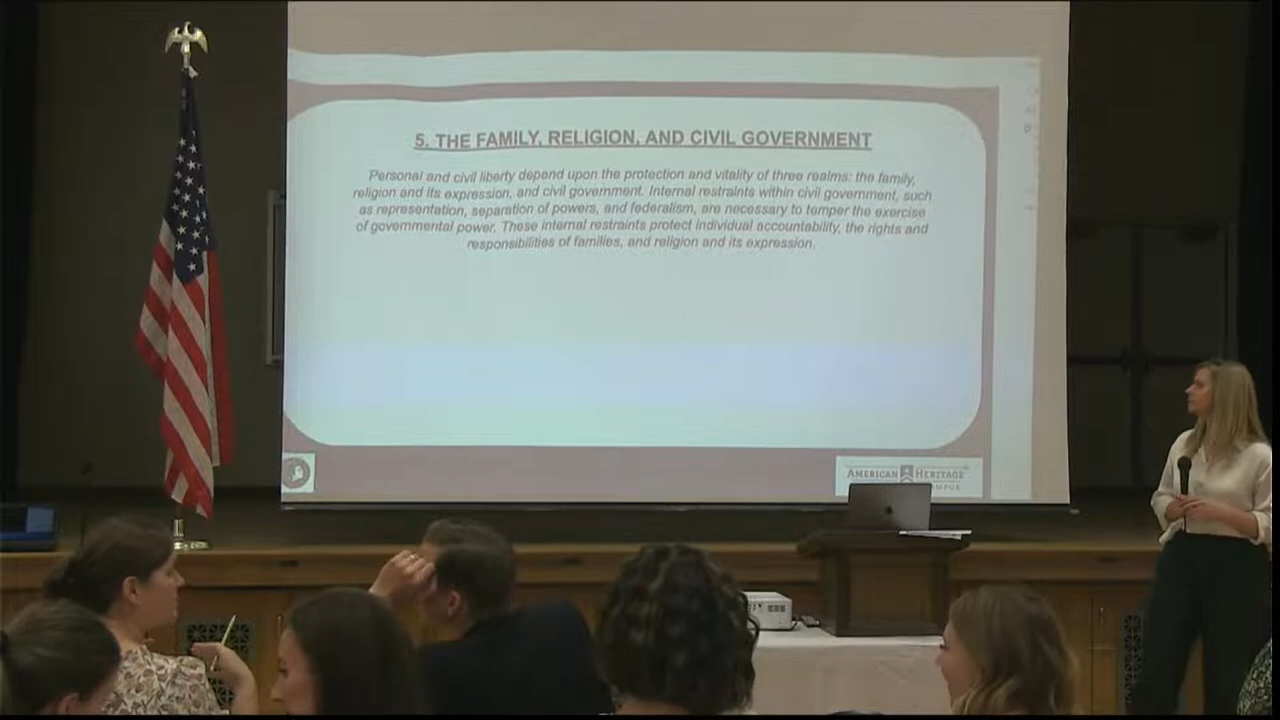 5. THE FAMILY, RELIGION, AND CIVIL GOVERNMENT
Personal and civil liberty depend upon the protection and vitality of three realms: the family,
religion and its expression, and civil government. Internal restraints within civil government, such
as representation, separation of powers, and federalism, are necessary to temper the exercise
of governmental power. These internal restraints protect individual accountability, the rights and
responsibilities of families, and religion and its expression.
AMERICAN HERITAGE